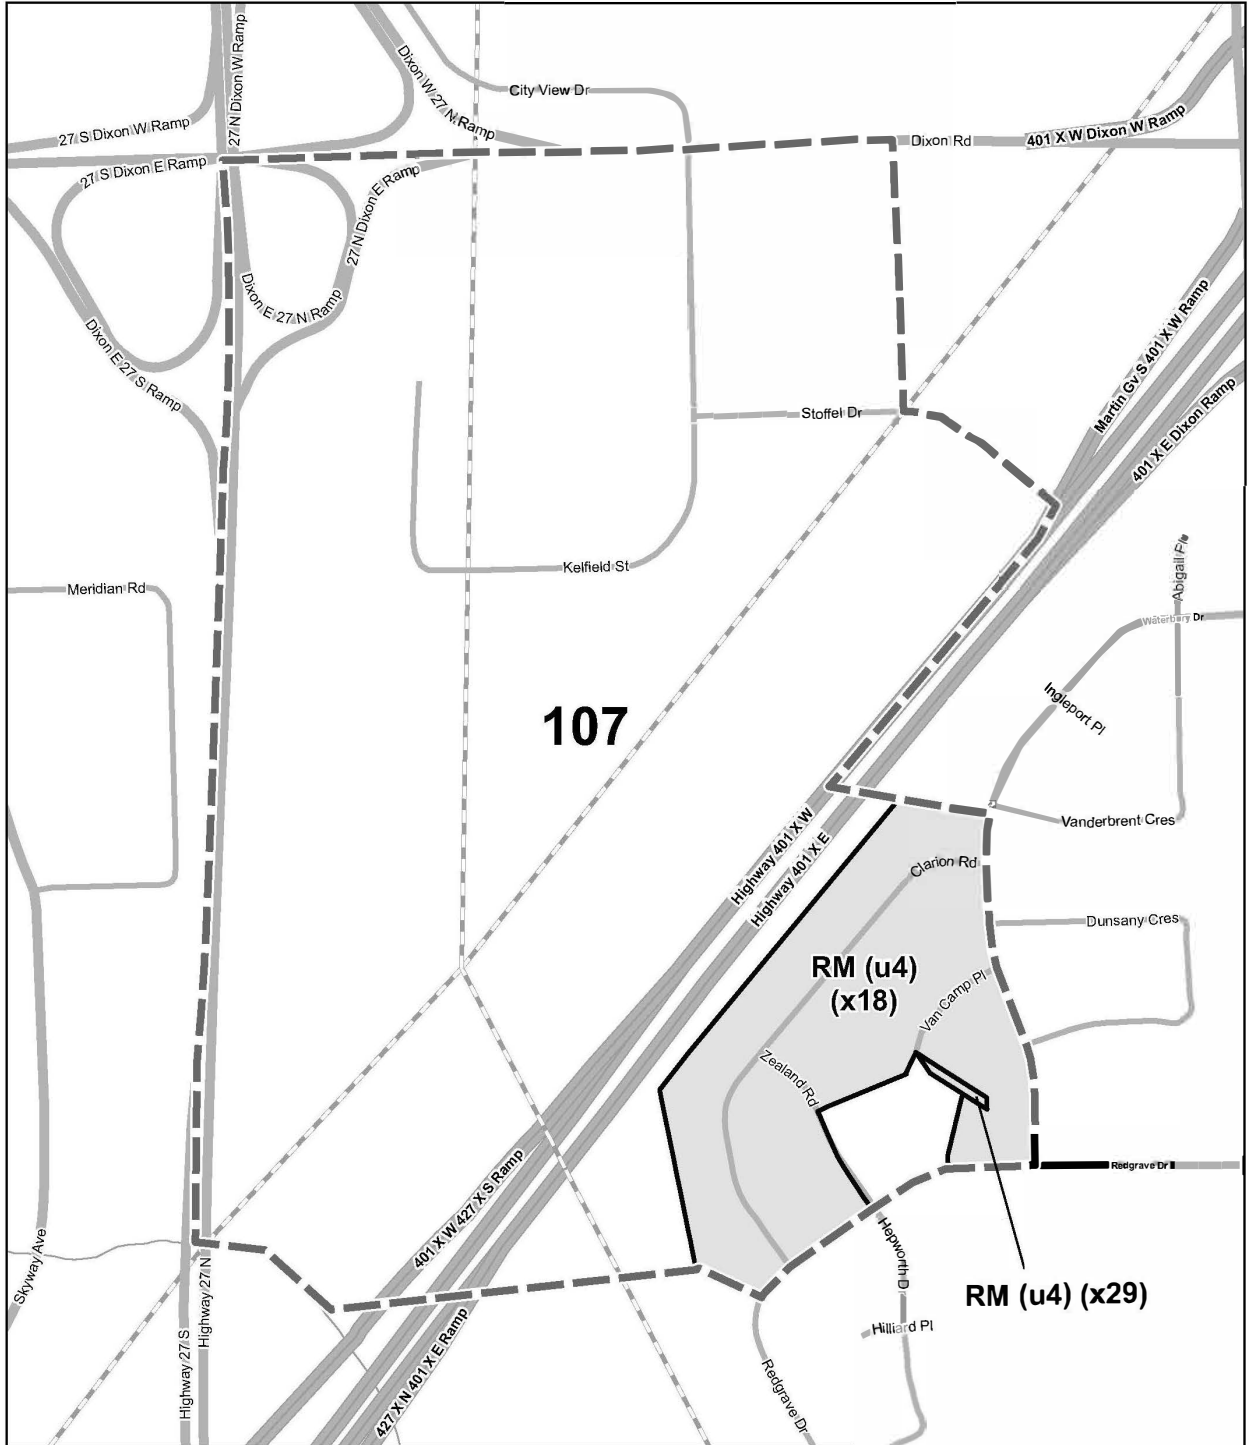 27 N Dixon W Ramp
Dixon W 27 N Ramp
City View Dr
27 S Dixon W Ramp
401 X W Dixon W Ramp
Dixon Rd
27 S Dixon E Ramp
27 N Dixon E Ramp
Dixon E 27 N Ramp
Dixon E 27 S Ramp
Martin Gv S 401 X W Ramp
401 X E Dixon Ramp
Stoffel Dr
Kelfield St
Meridian Rd
Abigail Pl
Waterbury Dr
Ingleport Pl
107
Vanderbrent Cres
Highway 401 X W
Highway 401 X E
Clarion Rd
Dunsany Cres
RM (u4)
(x18)
Van Camp Pl
Zealand Rd
Redgrave Dr
401 X W 427 X S Ramp
Hepworth Dr
Skyway Ave
Highway 27 N
RM (u4) (x29)
Hilliard Pl
Highway 27 S
427 X N 401 X E Ramp
Redgrave Dr